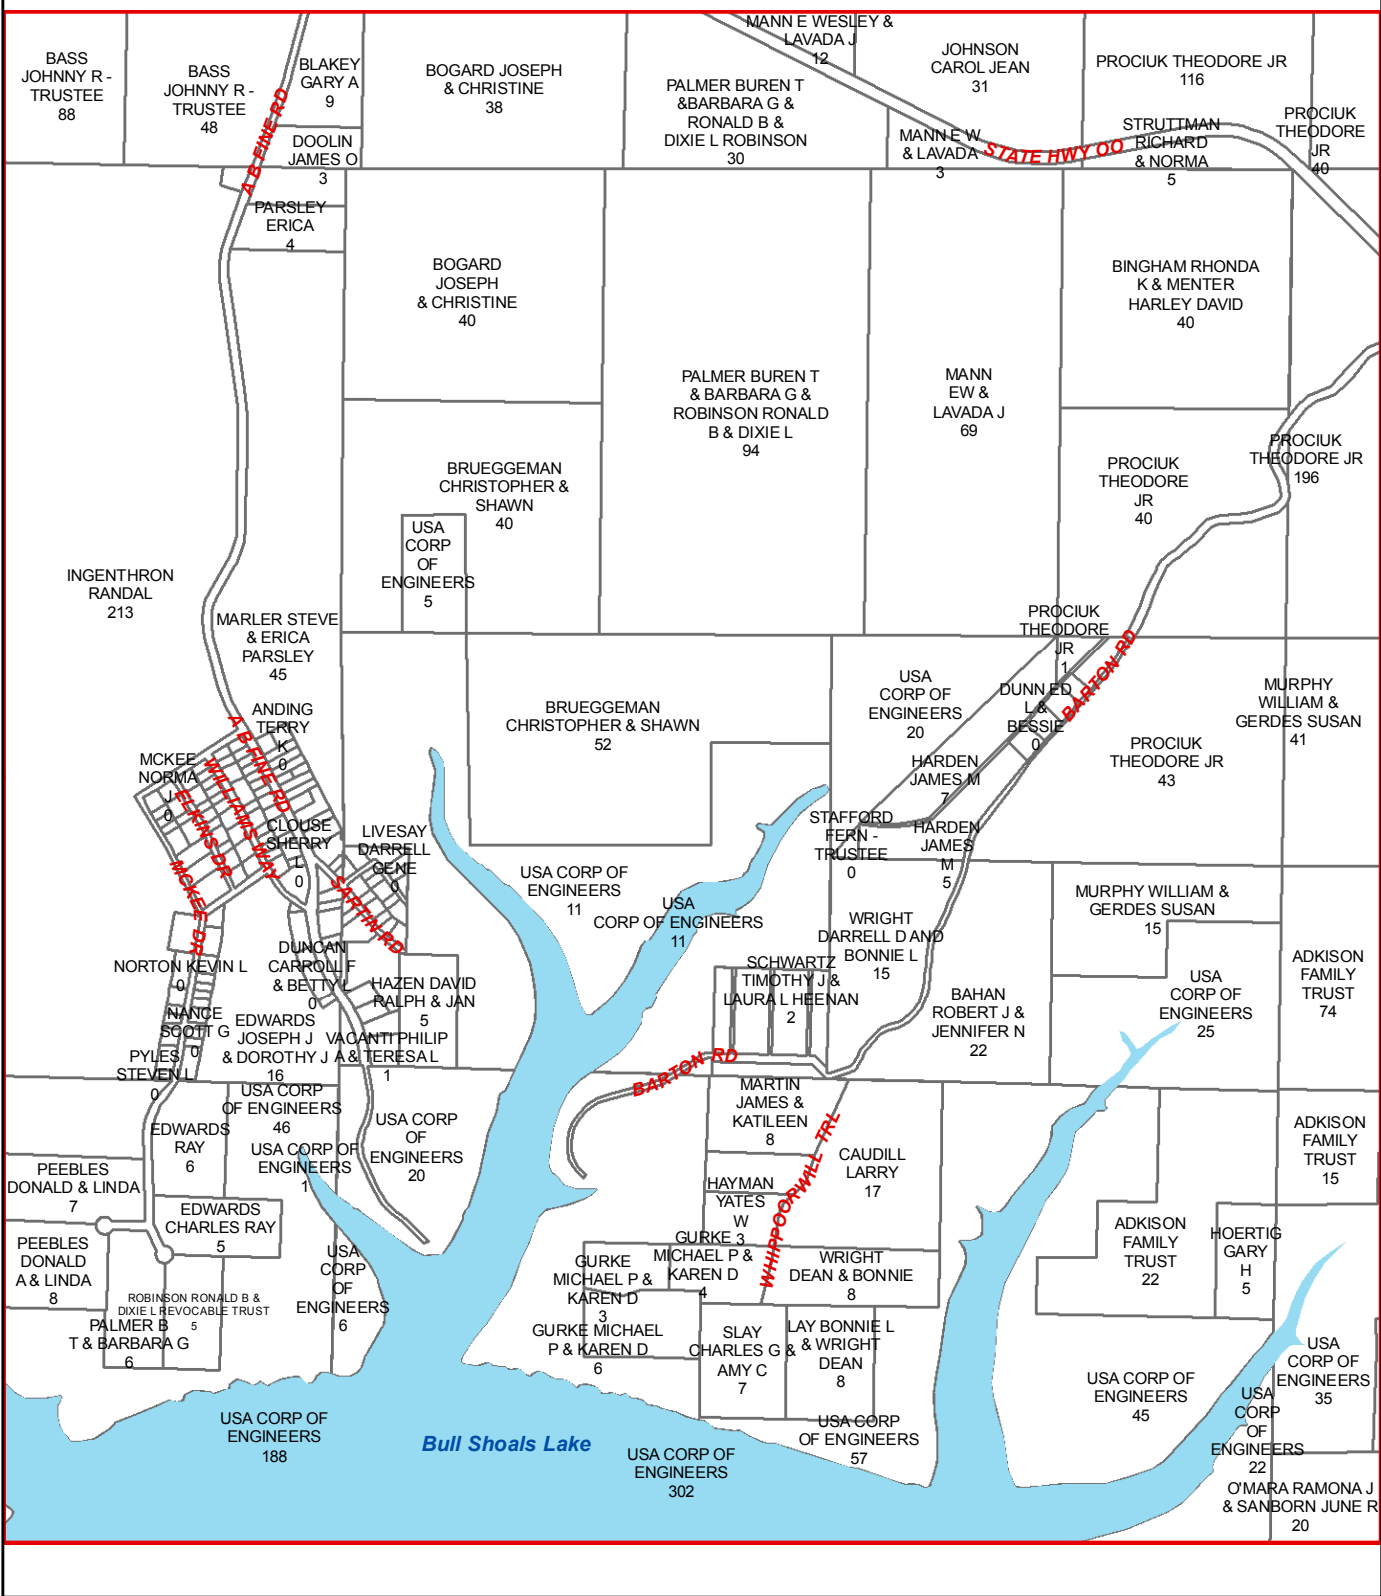 BASS
JOHNNY R -
TRUSTEE
88
BASS
JOHNNY R -
TRUSTEE
48
BLAKEY
GARY A
9
DOOLIN
JAMES O
3
A B FINE RD
PARSLEY
ERICA
4
BOGARD JOSEPH
& CHRISTINE
38
PALMER BUREN T
&BARBARA G &
RONALD B &
DIXIE L ROBINSON
30
MANN E WESLEY &
LAVADA J
12
JOHNSON
CAROL JEAN
31
PROCIUK THEODORE JR
116
MANN E W
& LAVADA
3
STATE HWY OO
STRUTTMAN
RICHARD
& NORMA
5
PROCIUK
THEODORE
JR
40
BOGARD
JOSEPH
& CHRISTINE
40
BINGHAM RHONDA
K & MENTER
HARLEY DAVID
40
PALMER BUREN T
& BARBARA G &
ROBINSON RONALD
B & DIXIE L
94
MANN
EW &
LAVADA J
69
PROCIUK
THEODORE
JR
40
PROCIUK
THEODORE JR
196
BRUEGGEMAN
CHRISTOPHER &
SHAWN
40
USA
CORP
OF
ENGINEERS
5
INGENTHRON
RANDAL
213
MARLER STEVE
& ERICA
PARSLEY
45
PROCIUK
THEODORE
JR
1
BARTON RD
USA
CORP OF
ENGINEERS
20
DUNN ED
L &
BESSIE
0
MURPHY
WILLIAM &
GERDES SUSAN
41
BRUEGGEMAN
CHRISTOPHER & SHAWN
52
PROCIUK
THEODORE JR
43
ANDING
TERRY
K
0
A B FINE RD
MCKEE
NORMA
J
0
WILLIAMS WAY
ELKINS DR
MCKEE DR
CLOUSE
SHERRY
L
0
LIVESAY
DARRELL
GENE
0
SARTIN RD
HARDEN
JAMES M
7
STAFFORD
FERN -
TRUSTEE
0
HARDEN
JAMES
M
5
USA CORP OF
ENGINEERS
11
USA
CORP OF ENGINEERS
11
MURPHY WILLIAM &
GERDES SUSAN
15
WRIGHT
DARRELL D AND
BONNIE L
15
SCHWARTZ
TIMOTHY J &
LAURA L HEENAN
2
NORTON KEVIN L
0
DUNCAN
CARROLL F
& BETTY L
0
HAZEN DAVID
RALPH & JAN
5
BAHAN
ROBERT J &
JENNIFER N
22
USA
CORP OF
ENGINEERS
25
ADKISON
FAMILY
TRUST
74
NANCE
SCOTT G
0
EDWARDS
JOSEPH J
& DOROTHY J
16
VACANTI PHILIP
A & TERESA L
1
PYLES
STEVEN L
0
BARTON RD
USA CORP
OF ENGINEERS
46
MARTIN
JAMES &
KATILEEN
8
WHIPPOORWILL TRL
EDWARDS
RAY
6
USA CORP OF
ENGINEERS
1
USA CORP
OF
ENGINEERS
20
CAUDILL
LARRY
17
ADKISON
FAMILY
TRUST
15
PEEBLES
DONALD & LINDA
7
HAYMAN
YATES
W
3
EDWARDS
CHARLES RAY
5
PEEBLES
DONALD
A & LINDA
8
USA
CORP
OF
ENGINEERS
6
GURKE
MICHAEL P &
KAREN D
3
GURKE
MICHAEL P &
KAREN D
4
WRIGHT
DEAN & BONNIE
8
ADKISON
FAMILY
TRUST
22
HOERTIG
GARY
H
5
ROBINSON RONALD B &
DIXIE L REVOCABLE TRUST
5
PALMER B
T & BARBARA G
6
GURKE MICHAEL
P & KAREN D
6
SLAY
CHARLES G &
AMY C
7
LAY BONNIE L
& WRIGHT
DEAN
8
USA
CORP OF
ENGINEERS
35
USA CORP OF
ENGINEERS
45
USA
CORP
OF
ENGINEERS
22
USA CORP OF
ENGINEERS
188
Bull Shoals Lake
USA CORP OF
ENGINEERS
302
USA CORP
OF ENGINEERS
57
O'MARA RAMONA J
& SANBORN JUNE R
20